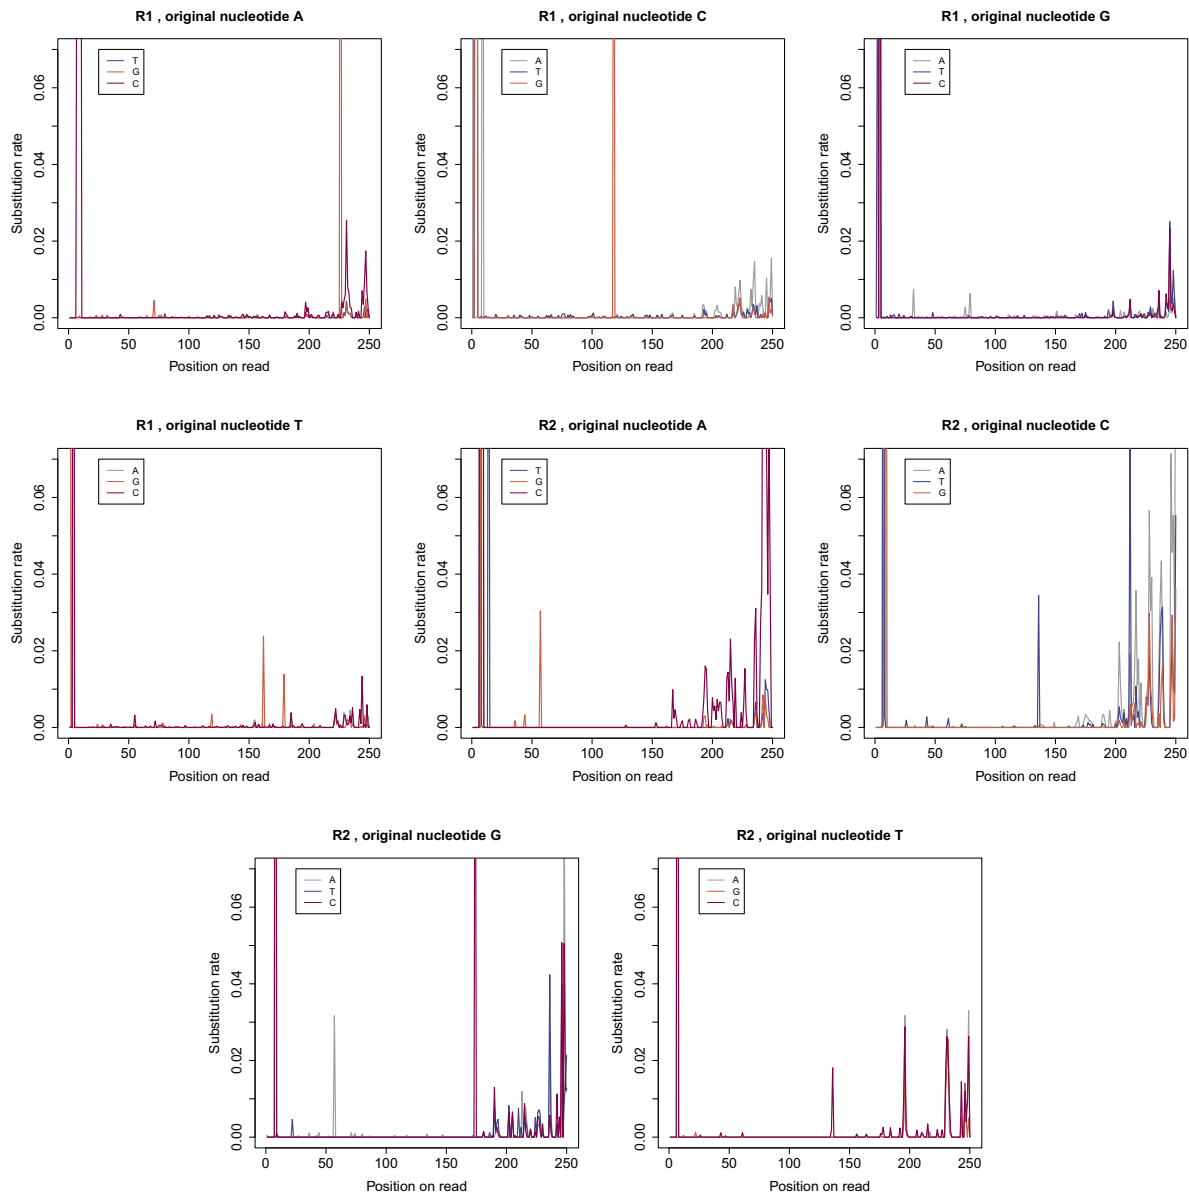 R1 , original nucleotide A
Substitution rate
0.00
0.02
0.04
0.06
T
G
C
0
50
100
150
200
250
Position on read
R1 , original nucleotide C
Substitution rate
0.00
0.02
0.04
0.06
A
T
G
0
50
100
150
200
250
Position on read
R1 , original nucleotide G
Substitution rate
0.00
0.02
0.04
0.06
A
T
C
0
50
100
150
200
250
Position on read
R1 , original nucleotide T
Substitution rate
0.00
0.02
0.04
0.06
A
G
C
0
50
100
150
200
250
Position on read
R2 , original nucleotide A
Substitution rate
0.00
0.02
0.04
0.06
T
G
C
0
50
100
150
200
250
Position on read
R2 , original nucleotide C
Substitution rate
0.00
0.02
0.04
0.06
A
T
G
0
50
100
150
200
250
Position on read
R2 , original nucleotide G
Substitution rate
0.00
0.02
0.04
0.06
A
T
C
0
50
100
150
200
250
Position on read
R2 , original nucleotide T
Substitution rate
0.00
0.02
0.04
0.06
A
G
C
0
50
100
150
200
250
Position on read